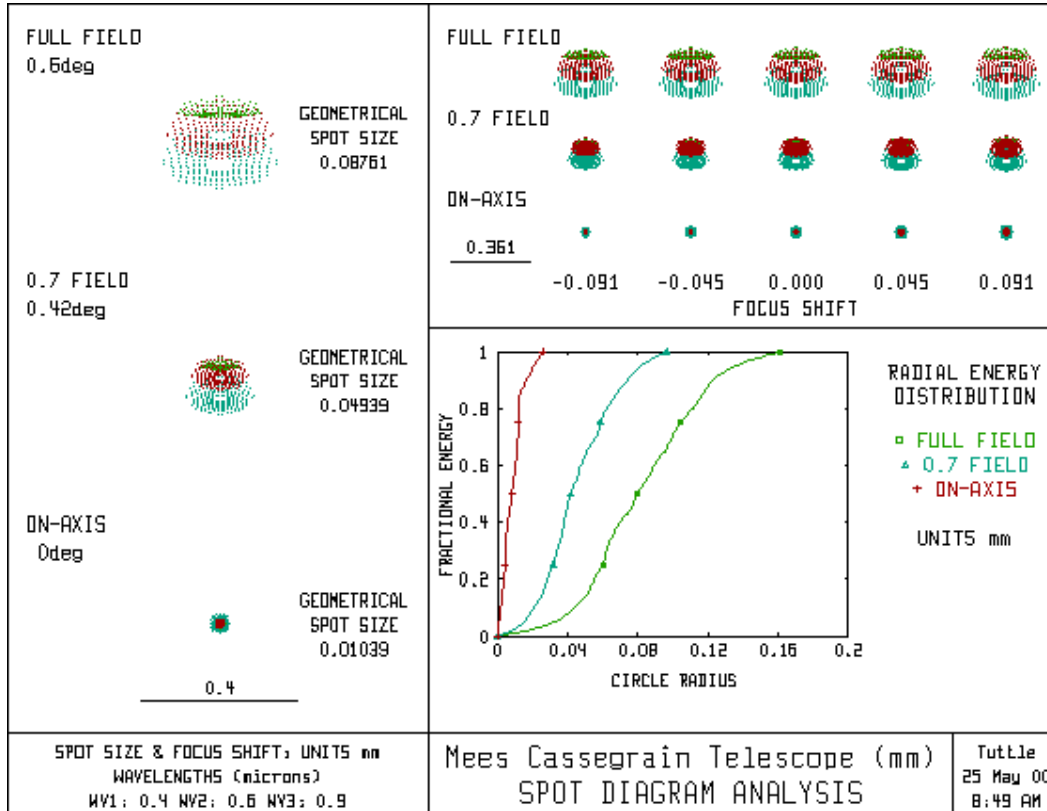 FULL FIELD
0.6deg
GEOMETRICAL
SPOT SIZE
0.08761
0.7 FIELD
0.42deg
GEOMETRICAL
SPOT SIZE
0.04939
ON-AXIS
0deg
GEOMETRICAL
SPOT SIZE
0.01039
0.4
FULL FIELD
0.7 FIELD
ON-AXIS
0.361
-0.091 -0.045 0.000 0.045 0.091
FOCUS SHIFT
1
0.8
0.6
0.4
0.2
0
FRACTIONAL ENERGY
0 0.04 0.08 0.12 0.16 0.2
CIRCLE RADIUS
RADIAL ENERGY
DISTRIBUTION
FULL FIELD
0.7 FIELD
ON-AXIS
UNITS mm
SPOT SIZE & FOCUS SHIFT; UNITS mm
WAVELENGTHS (microns)
WV1: 0.4 WV2: 0.6 WV3: 0.9
Mees Cassegrain Telescope (mm)
SPOT DIAGRAM ANALYSIS
Tuttle
25 May 00
8:49 AM